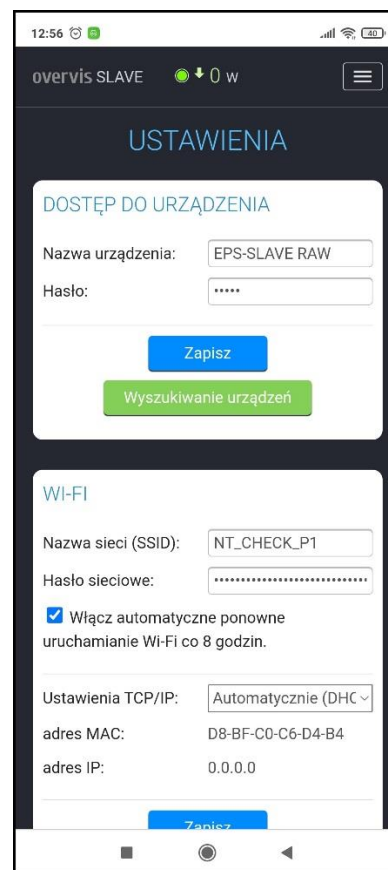 12:56
40
overvis SLAVE 0 w
USTAWIENIA
DOSTĘP DO URZĄDZENIA
Nazwa urządzenia: EPS-SLAVE RAW
Hasło: •••••
Zapisz
Wyszukiwanie urządzeń
WI-FI
Nazwa sieci (SSID): NT_CHECK_P1
Hasło sieciowe: ••••••••••••••••••••••••••••
Włącz automatyczne ponowne
uruchamianie Wi-Fi co 8 godzin.
Ustawienia TCP/IP: Automatycznie (DHC
adres MAC: D8-BF-C0-C6-D4-B4
adres IP: 0.0.0.0
Zapisz